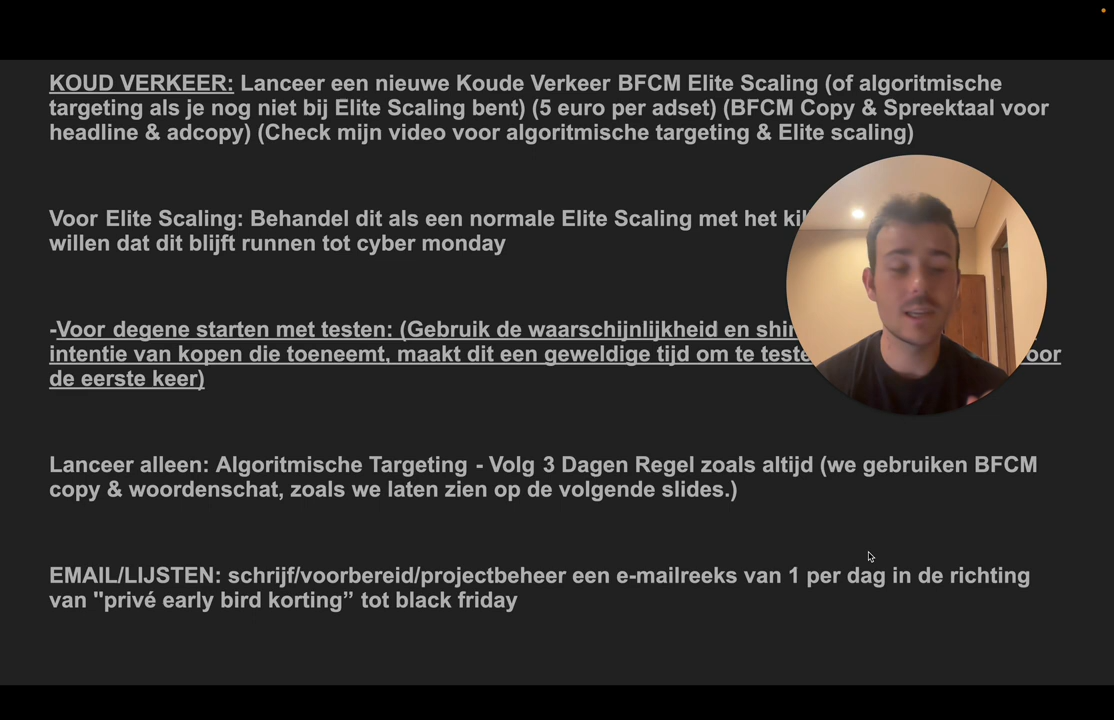 KOUD VERKEER: Lanceer een nieuwe Koude Verkeer BFCM Elite Scaling (of algoritmische
targeting als je nog niet bij Elite Scaling bent) (5 euro per adset) (BFCM Copy & Spreektaal voor
headline & adcopy) (Check mijn video voor algoritmische targeting & Elite scaling)
Voor Elite Scaling: Behandel dit als een normale Elite Scaling met het
willen dat dit blijft runnen tot cyber monday
-Voor degene starten met testen: (Gebruik de waarschijnlijkheid en
intentie van kopen die toeneemt, maakt dit een geweldige tijd om te
de eerste keer)
Lanceer alleen: Algoritmische Targeting - Volg 3 Dagen Regel zoals altijd (we gebruiken BFCM
copy & woordenschat, zoals we laten zien op de volgende slides.)
EMAIL/LIJSTEN: schrijf/voorbereid/projectbeheer een e-mailreeks van 1 per dag in de richting
van "privé early bird korting” tot black friday